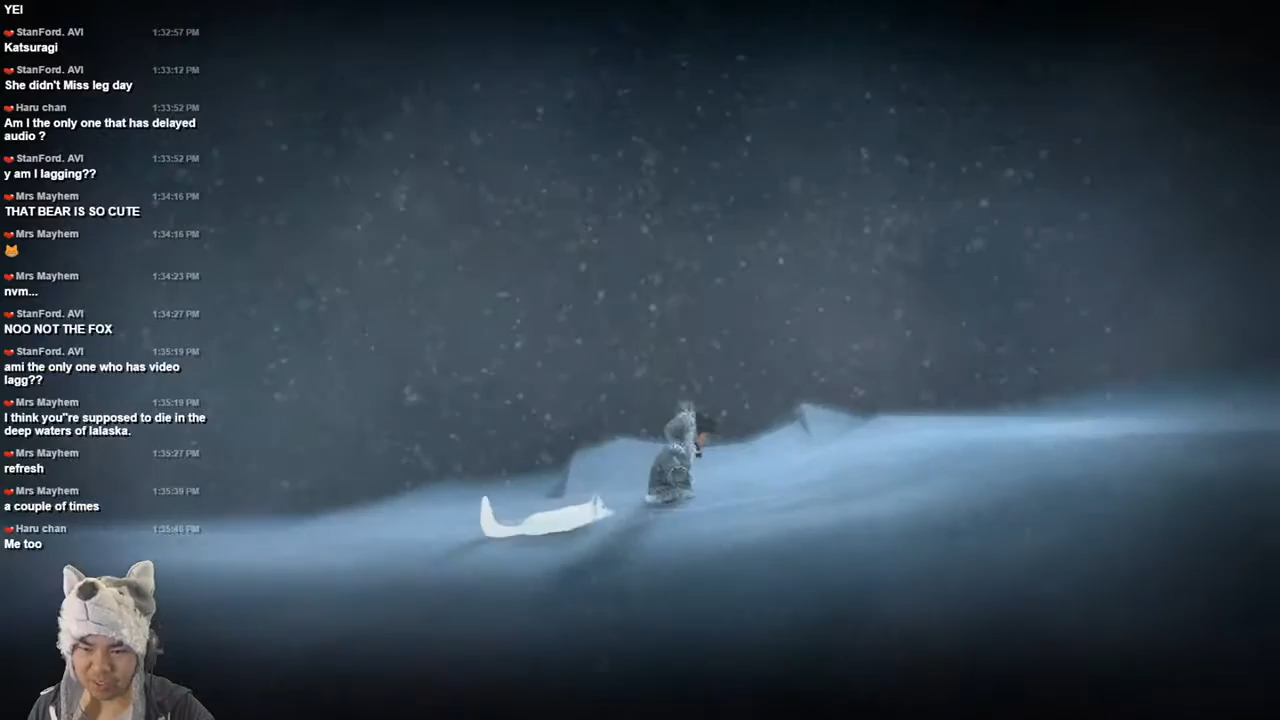 YEI
StanFord. AVI 1:32:57 PM
Katsuragi
StanFord. AVI 1:33:12 PM
She didn't Miss leg day
Haru chan 1:33:52 PM
Am I the only one that has delayed
audio ?
StanFord. AVI 1:33:52 PM
y am I lagging??
Mrs Mayhem 1:34:16 PM
THAT BEAR IS SO CUTE
Mrs Mayhem 1:34:16 PM
Mrs Mayhem 1:34:23 PM
nvm...
StanFord. AVI 1:34:27 PM
NOO NOT THE FOX
StanFord. AVI 1:35:19 PM
ami the only one who has video
lagg??
Mrs Mayhem 1:35:19 PM
I think you"re supposed to die in the
deep waters of lalaska.
Mrs Mayhem 1:35:27 PM
refresh
Mrs Mayhem 1:35:39 PM
a couple of times
Haru chan 1:35:46 PM
Me too